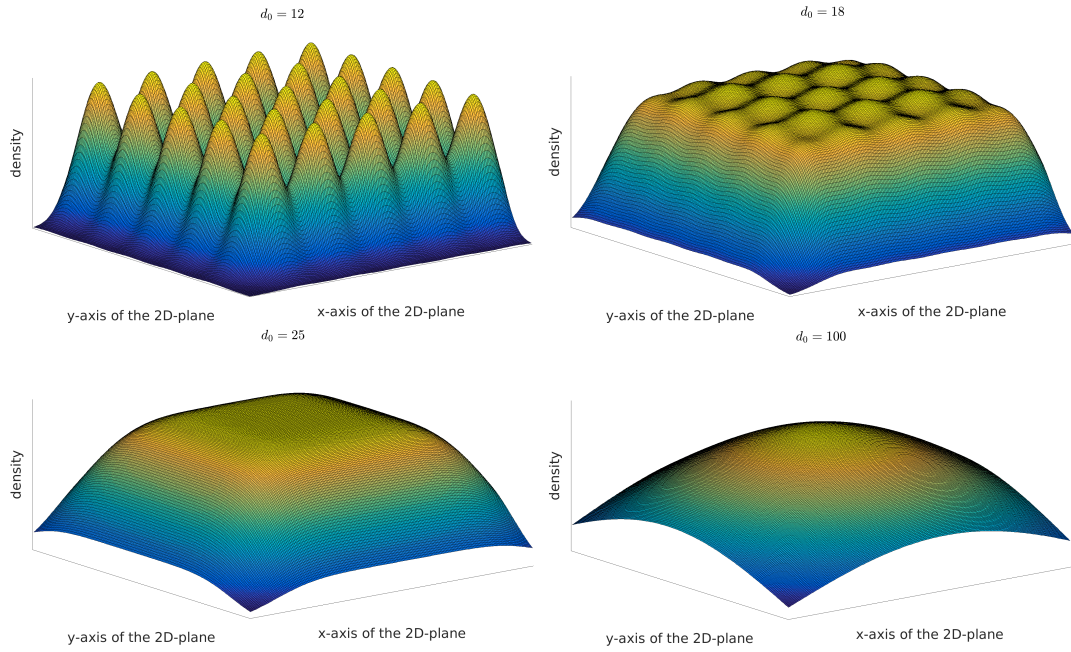 $d_0 = 12$
density
y-axis of the 2D-plane
x-axis of the 2D-plane
$d_0 = 18$
density
y-axis of the 2D-plane
x-axis of the 2D-plane
$d_0 = 25$
density
y-axis of the 2D-plane
x-axis of the 2D-plane
$d_0 = 100$
density
y-axis of the 2D-plane
x-axis of the 2D-plane